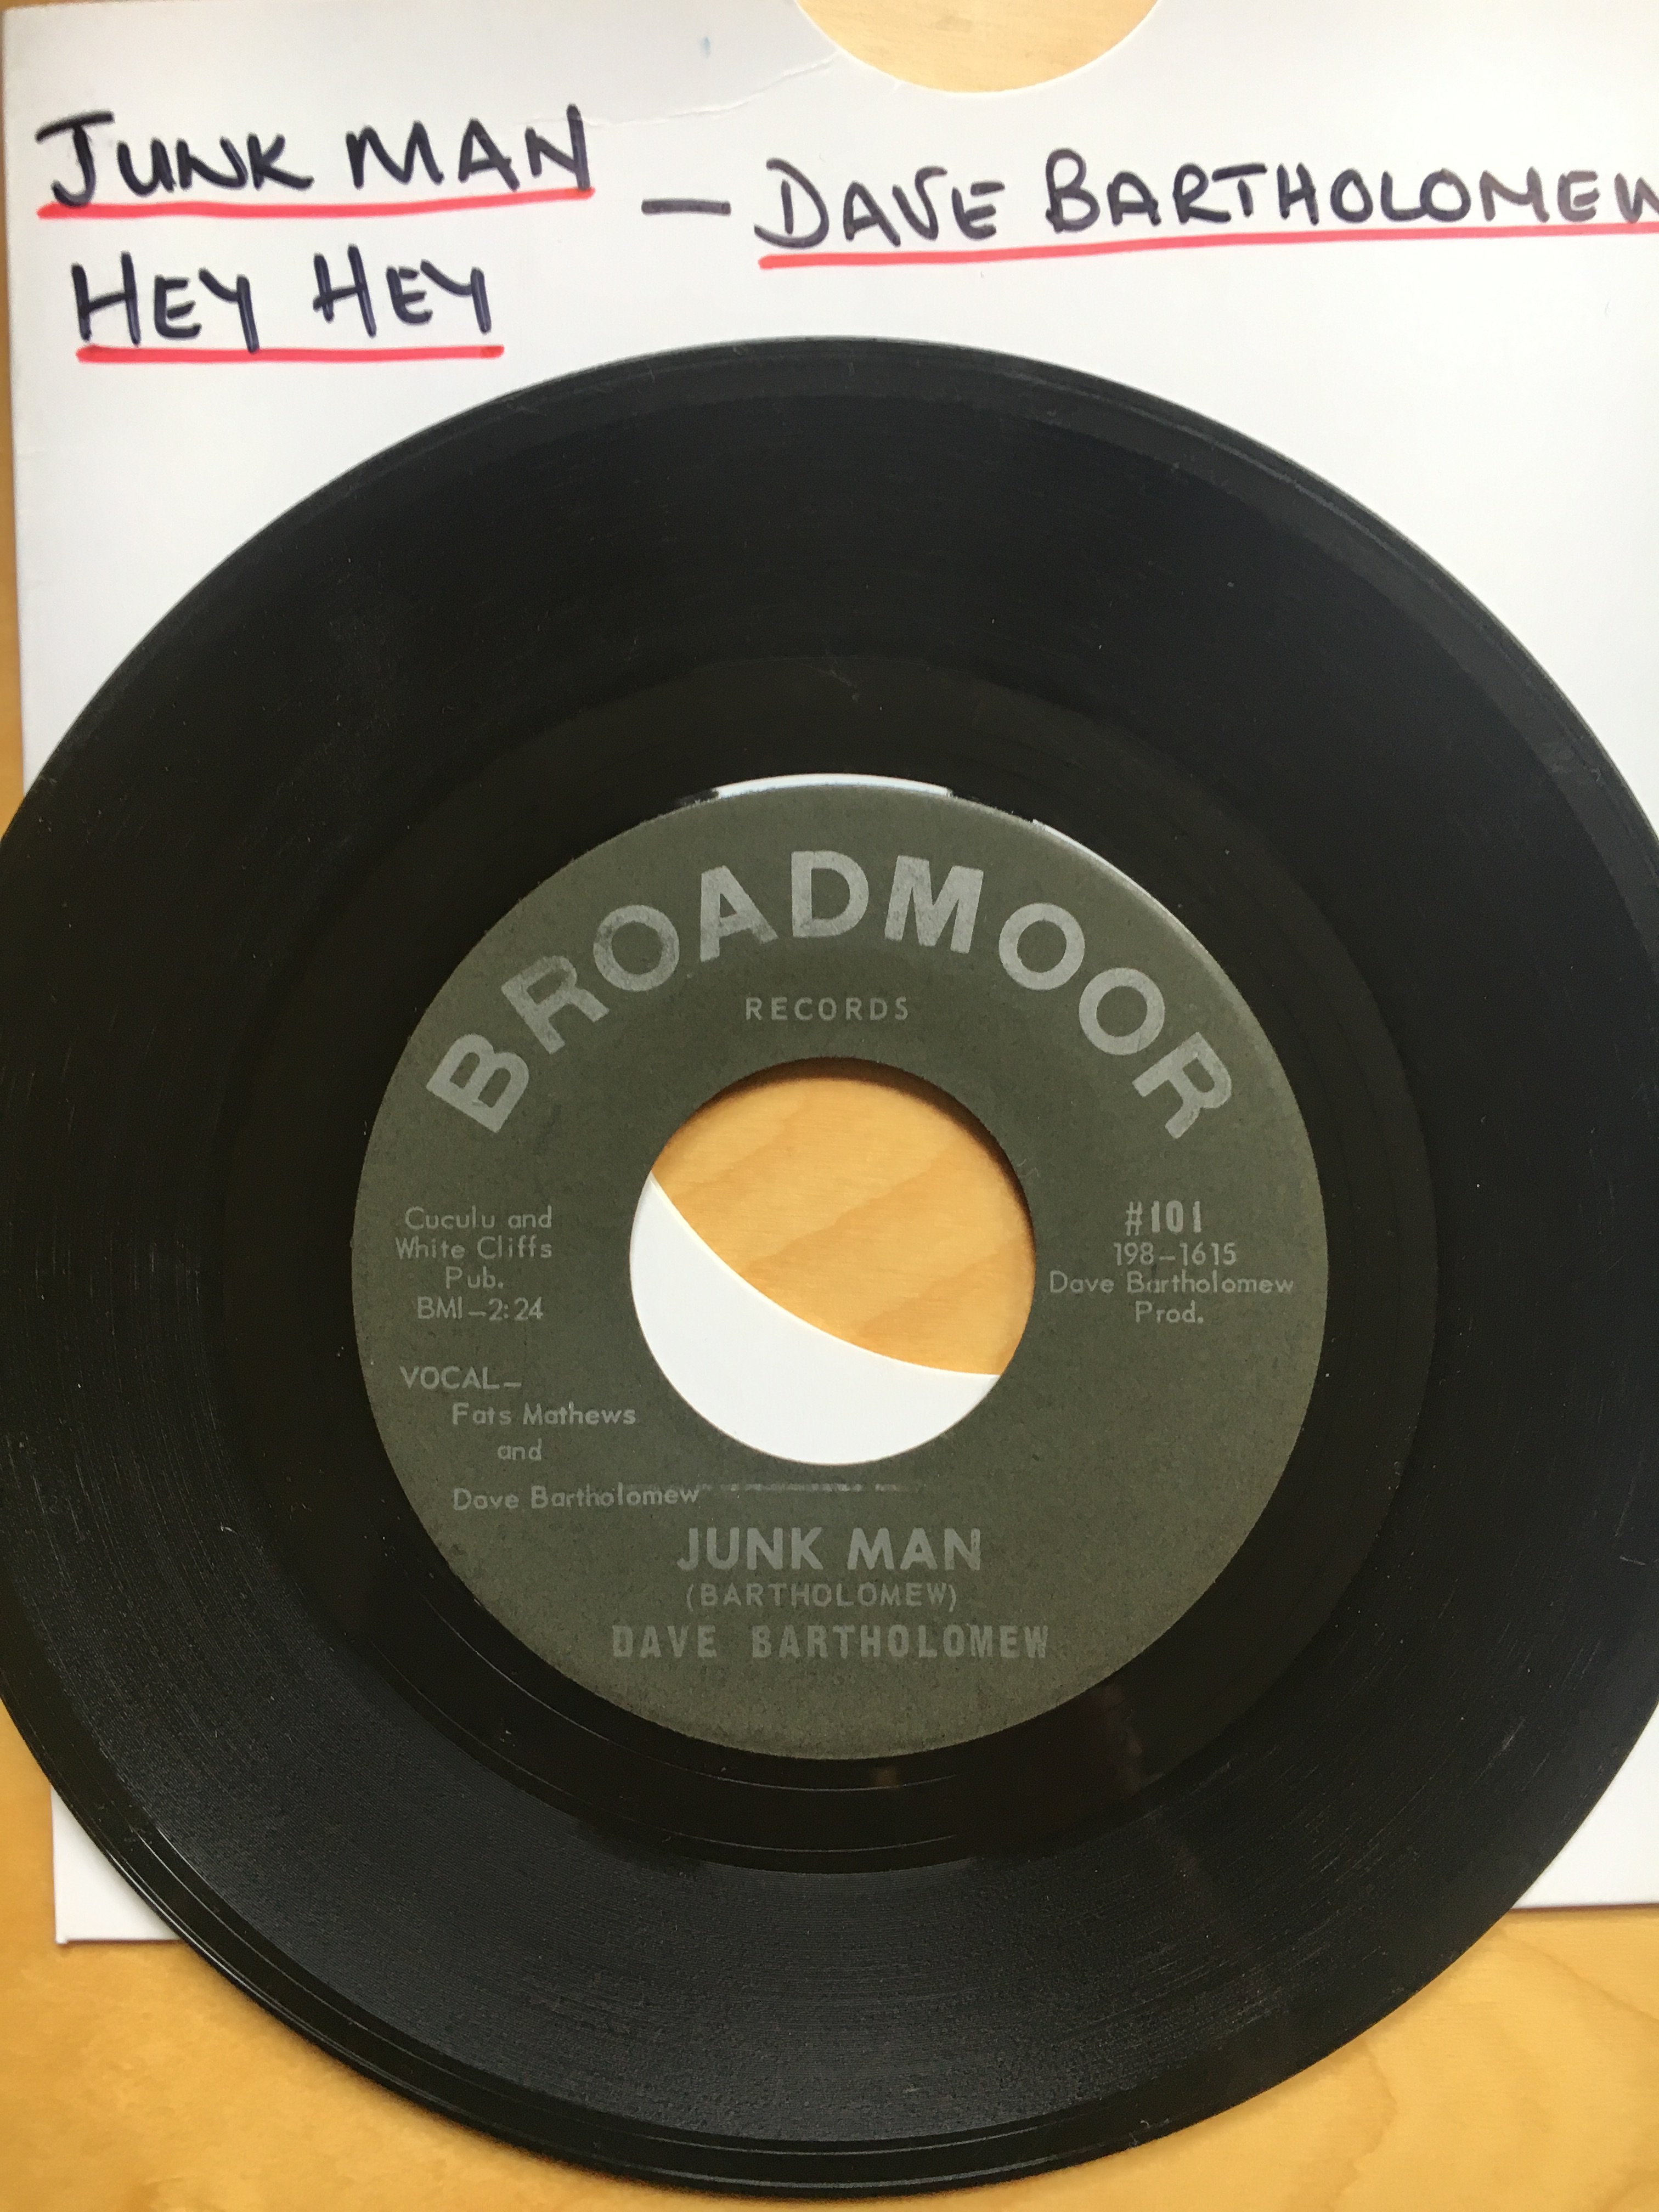 JUNK MAN
— DAVE BARTHOLOMEW
HEY HEY
BROADMOOR
RECORDS
Cuculu and
White Cliffs
Pub.
BMI—2:24
#101
198—1615
Dave Bartholomew
Prod.
VOCAL—
Fats Mathews
and
Dave Bartholomew
JUNK MAN
(BARTHOLOMEW)
DAVE BARTHOLOMEW